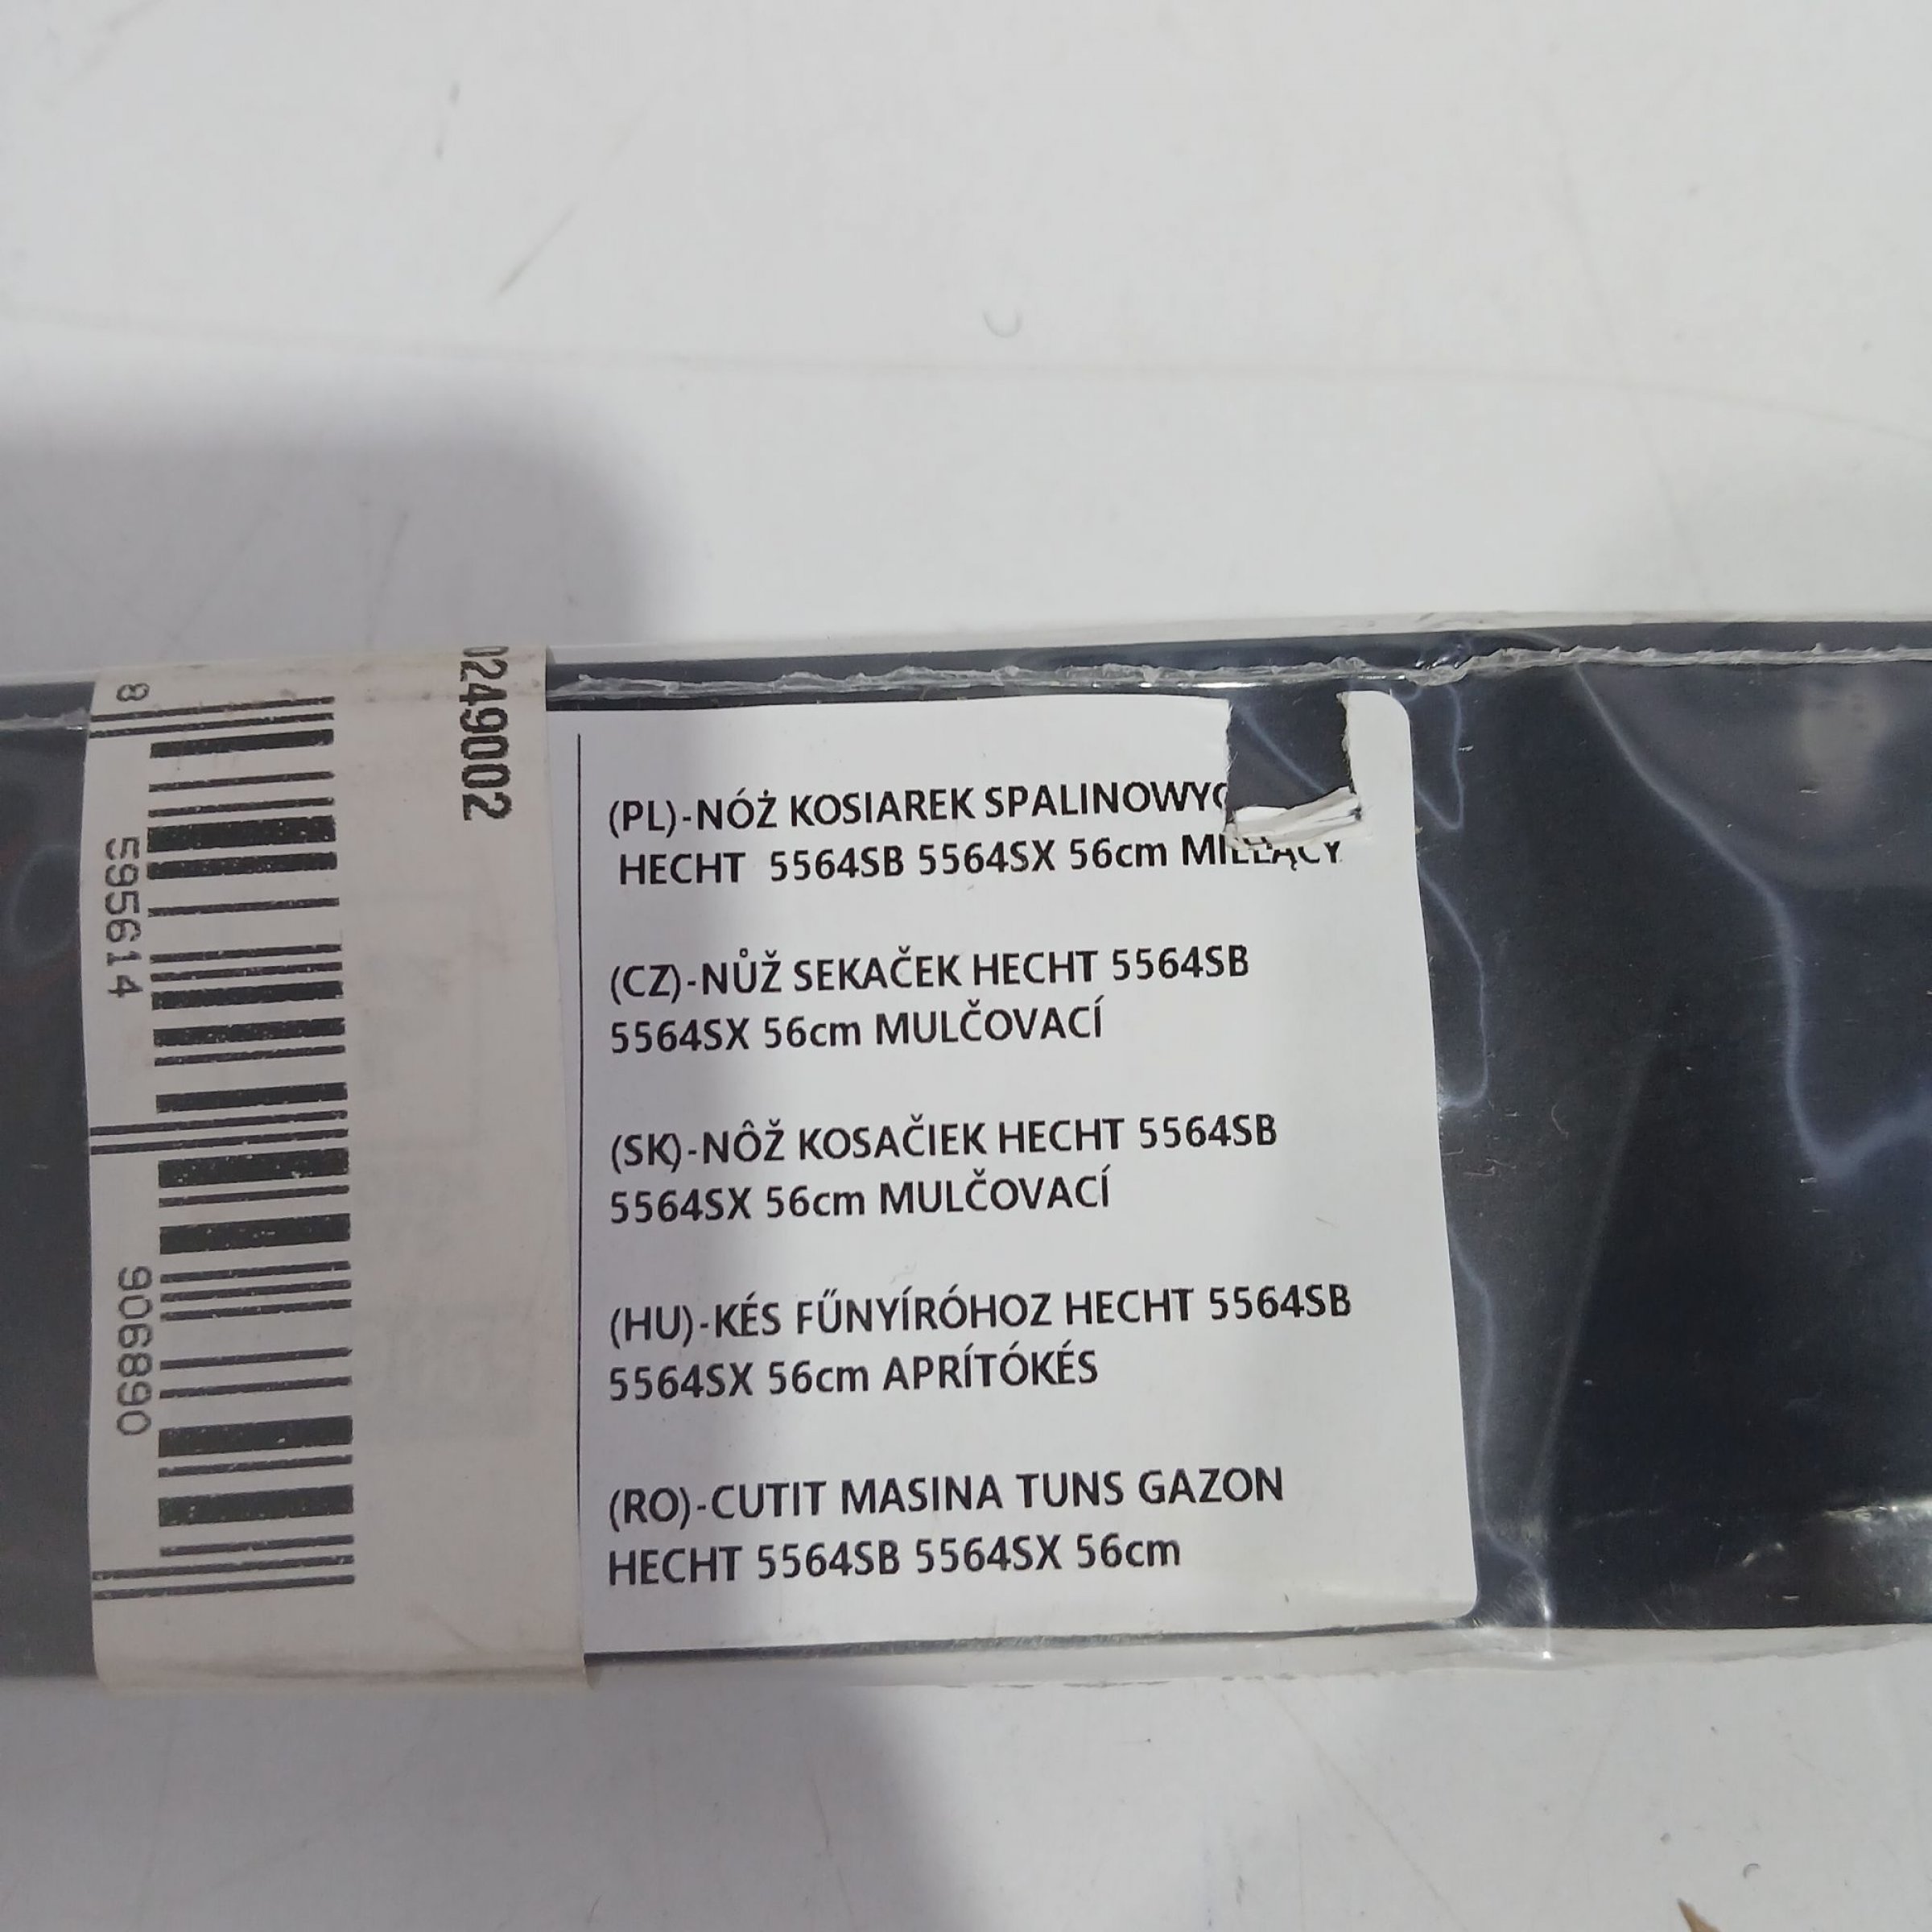 8 595614 906890
0249002
(PL)-NÓŻ KOSIAREK
HECHT 5564SB 5564SX 56cm MIELĄCY
(CZ)-NŮŽ SEKAČEK HECHT 5564SB
5564SX 56cm MULČOVACÍ
(SK)-NÔŽ KOSAČIEK HECHT 5564SB
5564SX 56cm MULČOVACÍ
(HU)-KÉS FŰNYÍRÓHOZ HECHT 5564SB
5564SX 56cm APRÍTÓKÉS
(RO)-CUTIT MASINA TUNS GAZON
HECHT 5564SB 5564SX 56cm